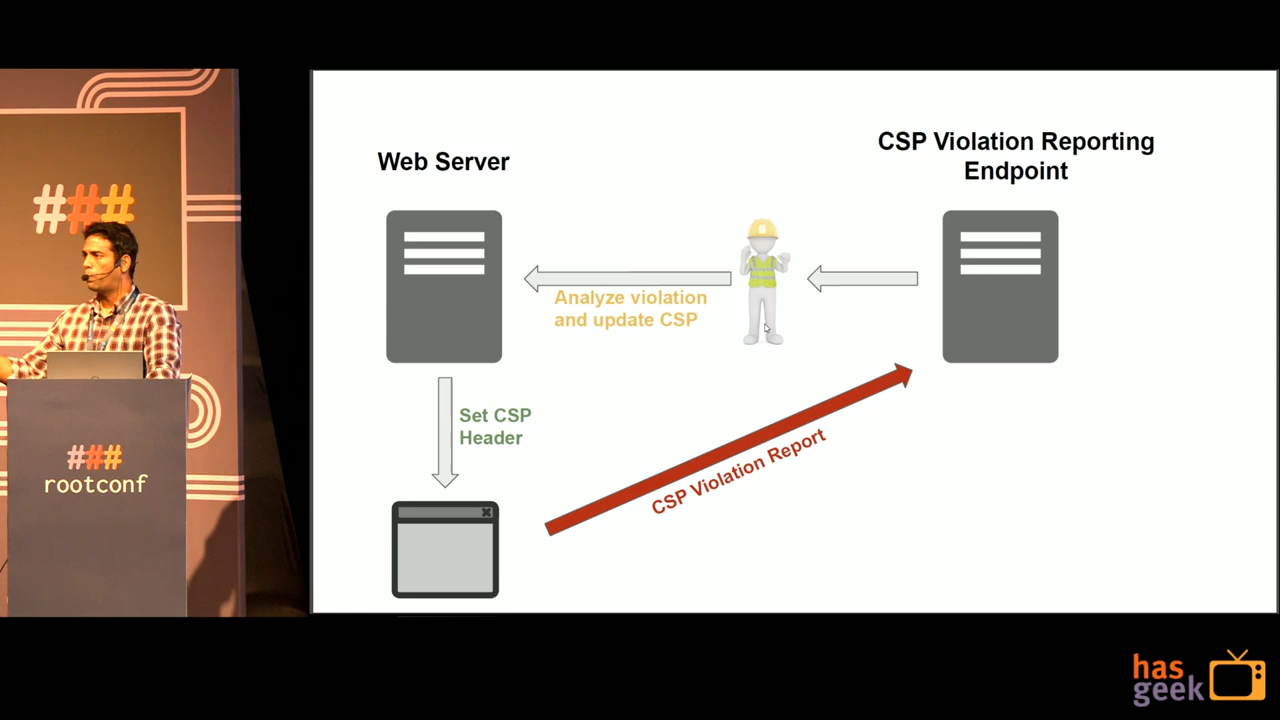 ###
###
rootconf
Web Server
CSP Violation Reporting
Endpoint
Analyze violation
and update CSP
Set CSP
Header
CSP Violation Report
has
geek